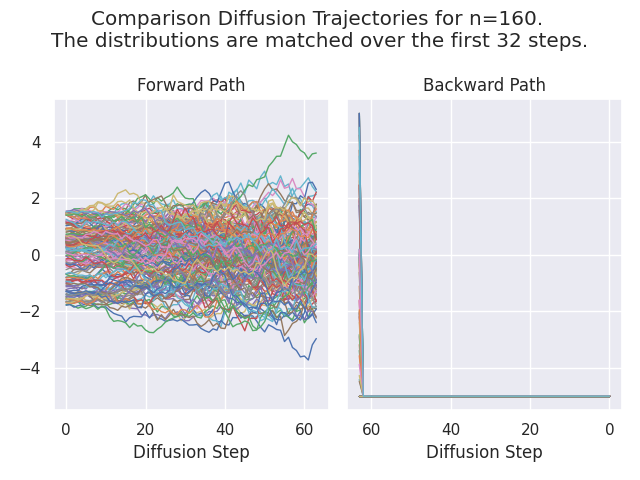 Comparison Diffusion Trajectories for n=160.
The distributions are matched over the first 32 steps.
Forward Path
Backward Path
4
2
0
−2
−4
0 20 40 60
60 40 20 0
Diffusion Step
Diffusion Step